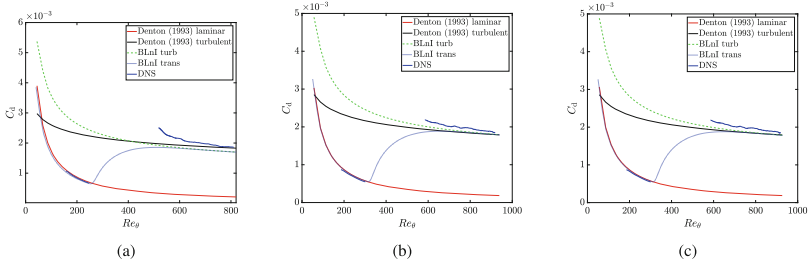 ×10⁻³
6
5
4
3
2
1
C_d
0
200
400
600
800
Re_θ
Denton (1993) laminar
Denton (1993) turbulent
BLnI turb
BLnI trans
DNS
(a)
×10⁻³
5
4
3
2
1
0
C_d
0
200
400
600
800
1000
Re_θ
Denton (1993) laminar
Denton (1993) turbulent
BLnI turb
BLnI trans
DNS
(b)
×10⁻³
5
4
3
2
1
0
C_d
0
200
400
600
800
1000
Re_θ
Denton (1993) laminar
Denton (1993) turbulent
BLnI turb
BLnI trans
DNS
(c)